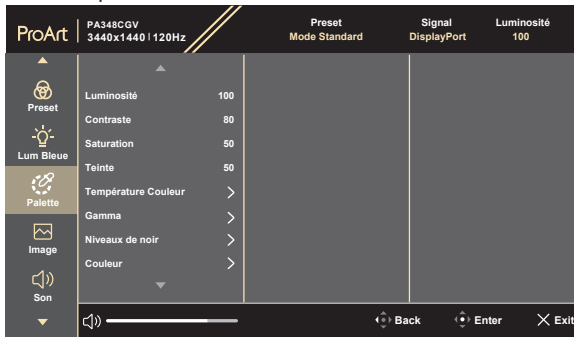 ProArt
PA348CGV
3440x1440 120Hz
Preset
Mode Standard
Signal
DisplayPort
Luminosité
100
Preset
Lum Bleue
Palette
Image
Son
Luminosité 100
Contraste 80
Saturation 50
Teinte 50
Température Couleur
Gamma
Niveaux de noir
Couleur
Back
Enter
Exit